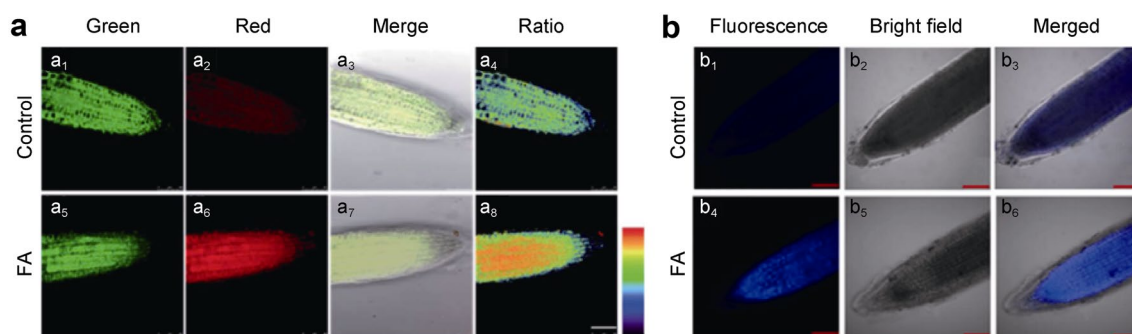 a Green Red Merge Ratio
Control a1 a2 a3 a4
FA a5 a6 a7 a8
b Fluorescence Bright field Merged
Control b1 b2 b3
FA b4 b5 b6